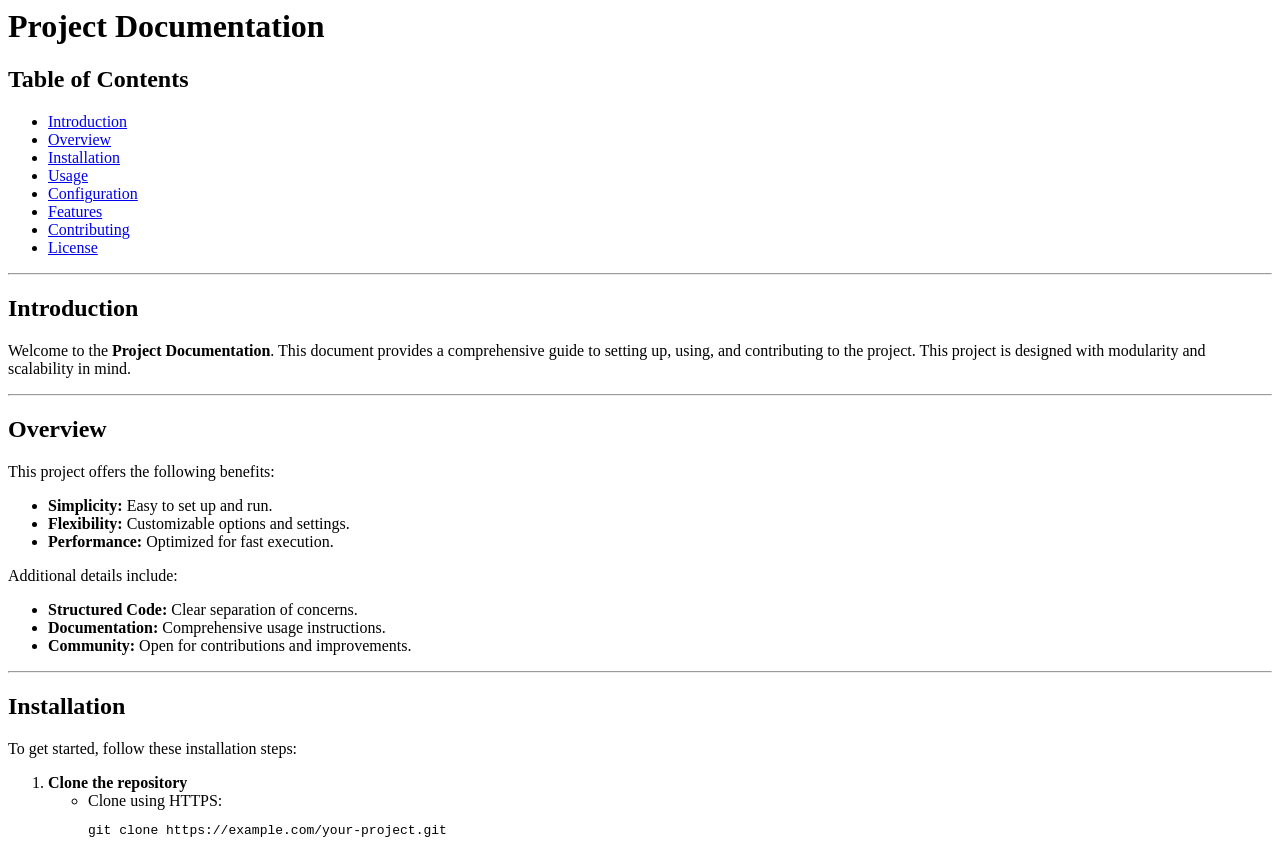 Project Documentation
Table of Contents
Introduction
Overview
Installation
Usage
Configuration
Features
Contributing
License
Introduction
Welcome to the Project Documentation. This document provides a comprehensive guide to setting up, using, and contributing to the project. This project is designed with modularity and
scalability in mind.
Overview
This project offers the following benefits:
Simplicity: Easy to set up and run.
Flexibility: Customizable options and settings.
Performance: Optimized for fast execution.
Additional details include:
Structured Code: Clear separation of concerns.
Documentation: Comprehensive usage instructions.
Community: Open for contributions and improvements.
Installation
To get started, follow these installation steps:
1. Clone the repository
Clone using HTTPS:
git clone https://example.com/your-project.git